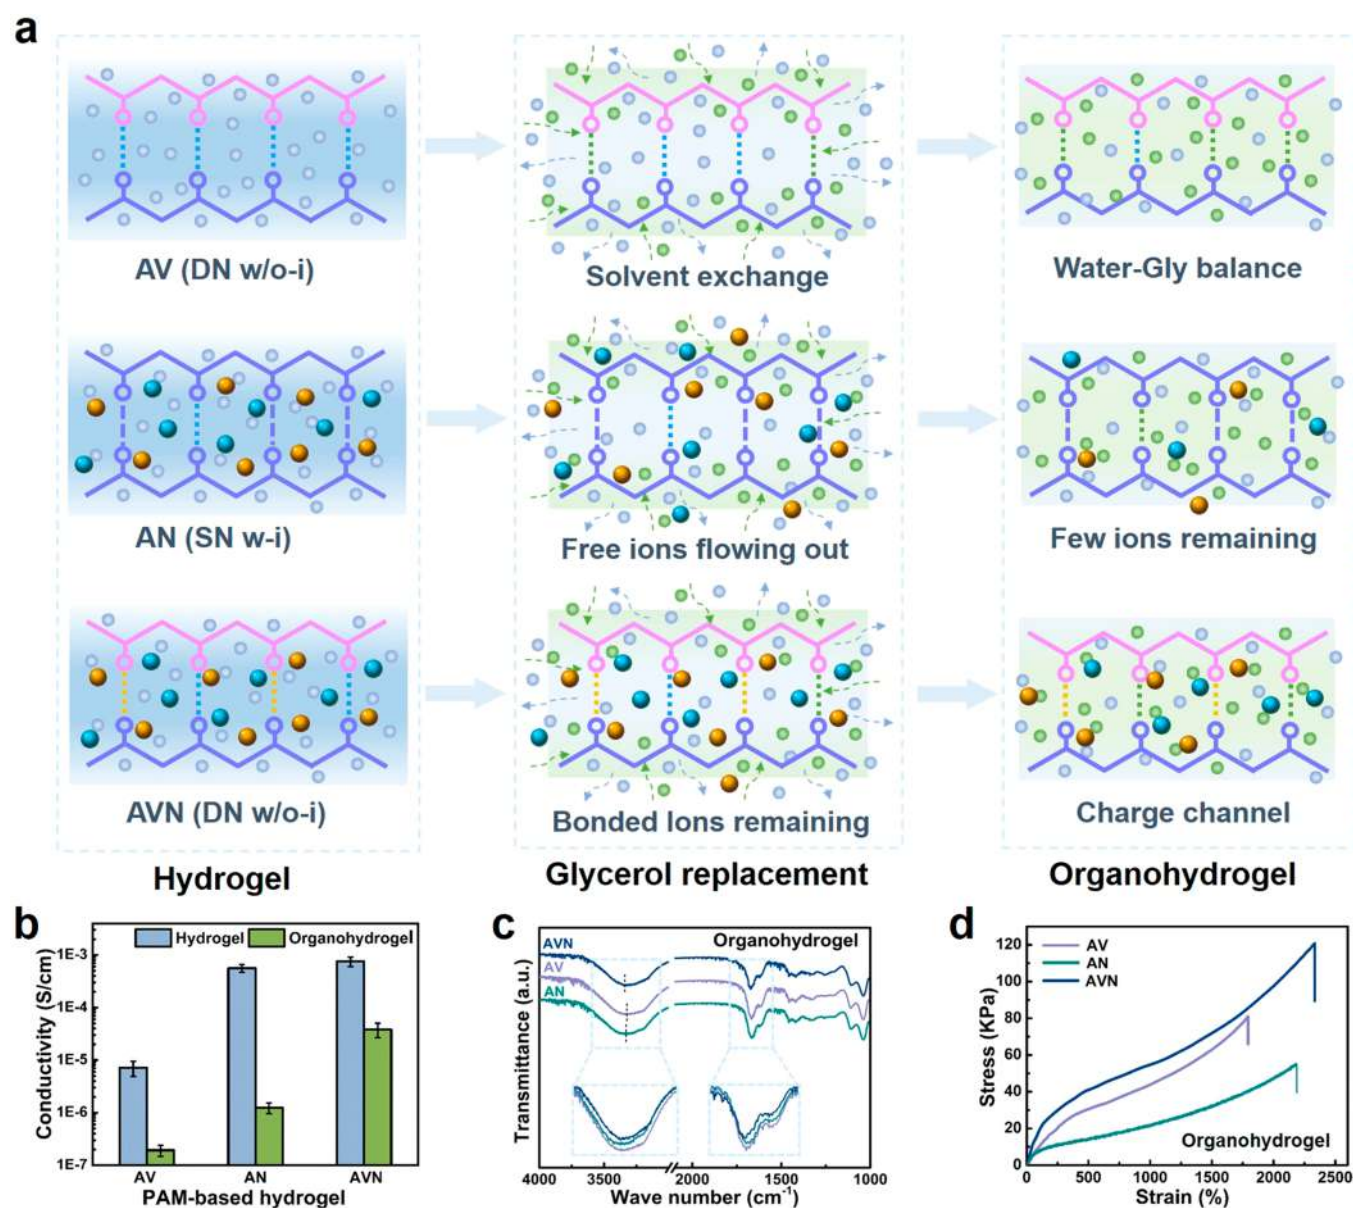 a
AV (DN w/o-i)
Solvent exchange
Water-Gly balance
AN (SN w-i)
Free ions flowing out
Few ions remaining
AVN (DN w/o-i)
Bonded Ions remaining
Charge channel
Hydrogel
Glycerol replacement
Organohydrogel
b
Hydrogel
Organohydrogel
1E-3
1E-4
1E-5
1E-6
1E-7
Conductivity (S/cm)
AV
AN
AVN
PAM-based hydrogel
c
Organohydrogel
AVN
AV
AN
Transmittance (a.u.)
4000
3500
2000
1500
1000
Wave number (cm⁻¹)
d
AV
AN
AVN
120
100
80
60
40
20
0
Stress (KPa)
Organohydrogel
0
500
1000
1500
2000
2500
Strain (%)